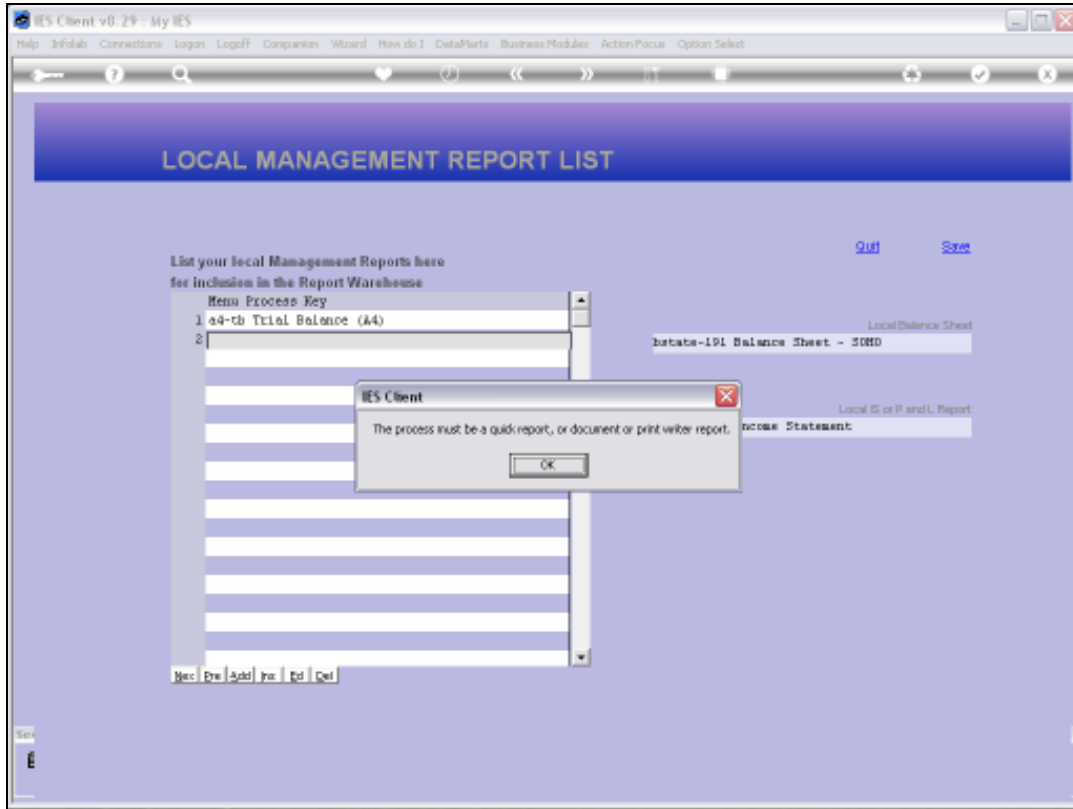 IES Client v0.29 : My IES
Help Infolab Connections Logon Logoff Companion Wizard How do I DataMarts Business Modules Action Focus Option Select
LOCAL MANAGEMENT REPORT LIST
Quit Save
List your local Management Reports here
for inclusion in the Report Warehouse
Menu Process Key
1 a4-tb Trial Balance (A4)
2
Local Balance Sheet
bstate-191 Balance Sheet - SOHO
IES Client
The process must be a quick report, or document or print writer report.
OK
Local IS or P and L Report
ncome Statement
Nex Pre Add Ins Ed Del